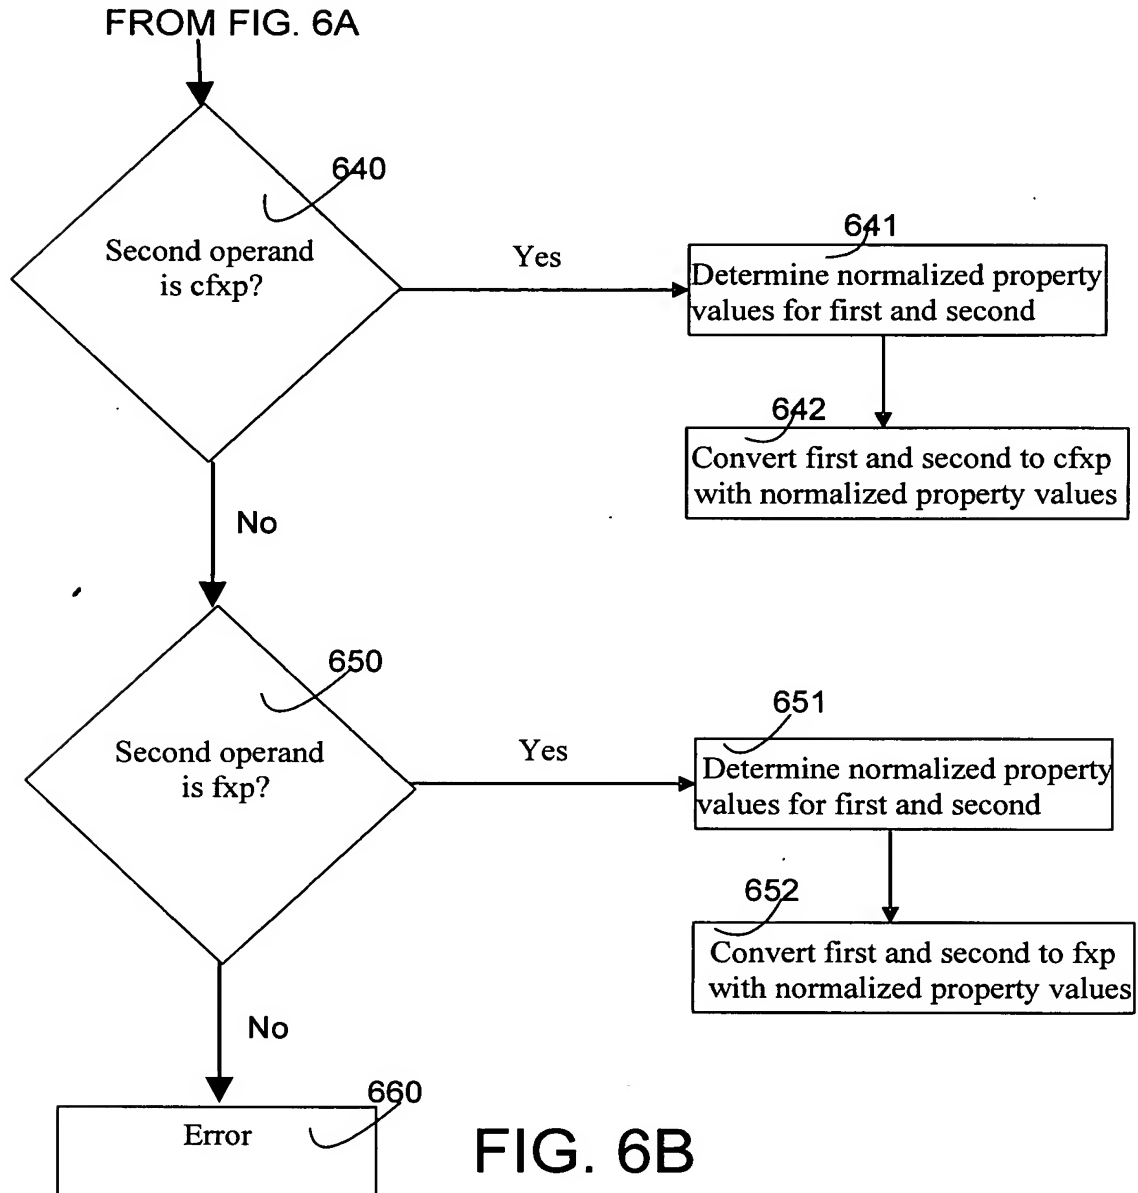 FROM FIG. 6A
640
Second operand
is cfxp?
Yes
641
Determine normalized property
values for first and second
642
Convert first and second to cfxp
with normalized property values
No
650
Second operand
is fxp?
Yes
651
Determine normalized property
values for first and second
652
Convert first and second to fxp
with normalized property values
No
660
Error
FIG. 6B